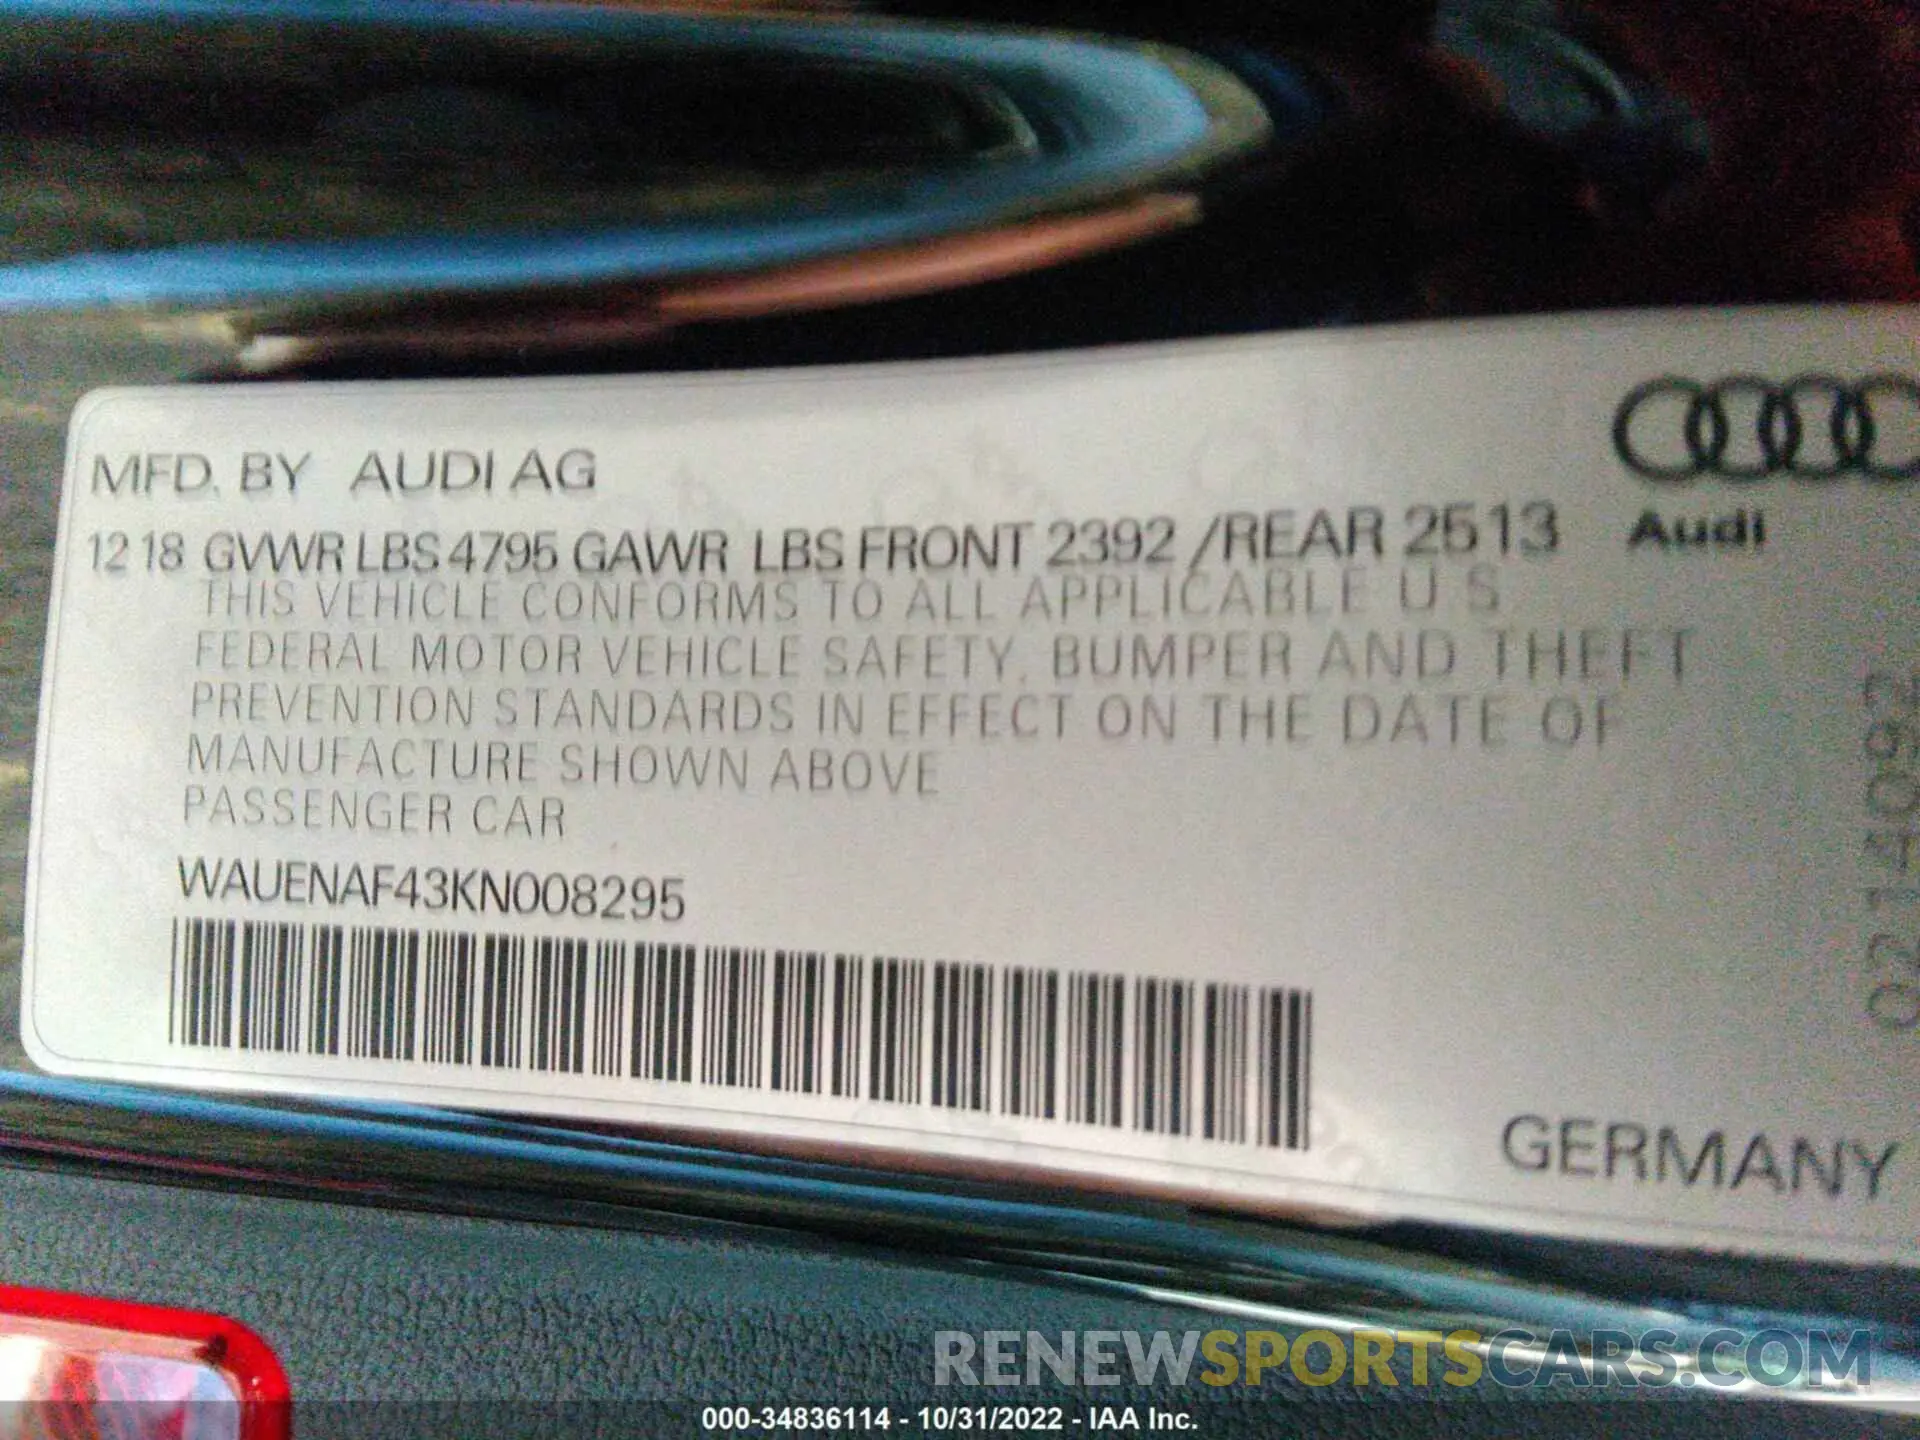 MFD. BY AUDI AG
12 18 GVWR LBS 4795 GAWR LBS FRONT 2392 /REAR 2513
Audi
THIS VEHICLE CONFORMS TO ALL APPLICABLE U S
FEDERAL MOTOR VEHICLE SAFETY, BUMPER AND THEFT
PREVENTION STANDARDS IN EFFECT ON THE DATE OF
MANUFACTURE SHOWN ABOVE
PASSENGER CAR
WAUENAF43KN008295
GERMANY
RENEWSPORTSCARS.COM
000-34836114 - 10/31/2022 - IAA Inc.